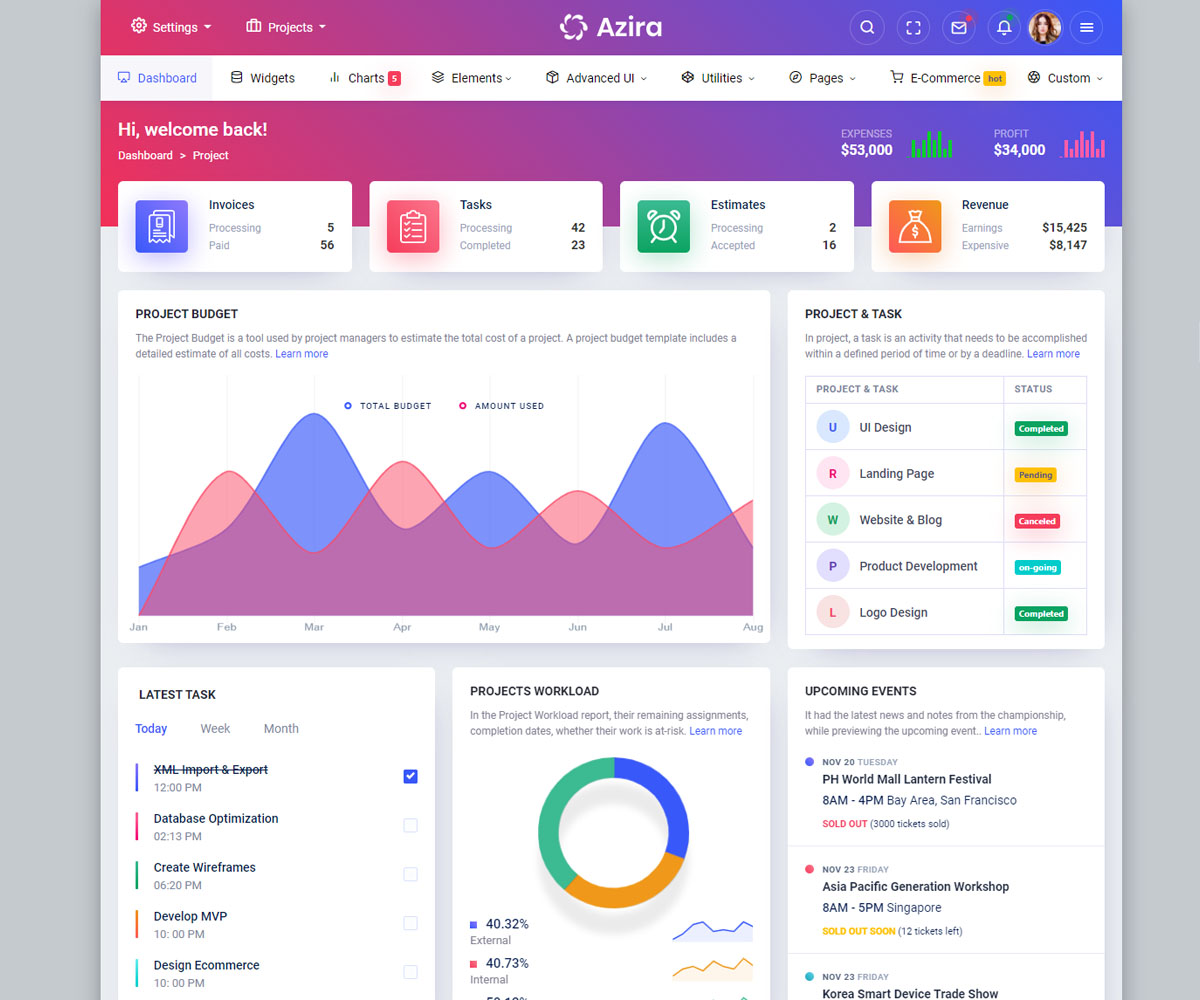 Settings
Projects
Azira
Dashboard
Widgets
Charts 5
Elements
Advanced UI
Utilities
Pages
E-Commerce hot
Custom
Hi, welcome back!
Dashboard > Project
EXPENSES
$53,000
PROFIT
$34,000
Invoices
Processing 5
Paid 56
Tasks
Processing 42
Completed 23
Estimates
Processing 2
Accepted 16
Revenue
Earnings $15,425
Expensive $8,147
PROJECT BUDGET
The Project Budget is a tool used by project managers to estimate the total cost of a project. A project budget template includes a
detailed estimate of all costs. Learn more
TOTAL BUDGET
AMOUNT USED
Jan Feb Mar Apr May Jun Jul Aug
PROJECT & TASK
In project, a task is an activity that needs to be accomplished
within a defined period of time or by a deadline. Learn more
PROJECT & TASK STATUS
U UI Design Completed
R Landing Page Pending
W Website & Blog Canceled
P Product Development on-going
L Logo Design Completed
LATEST TASK
Today Week Month
XML Import & Export
12:00 PM
Database Optimization
02:13 PM
Create Wireframes
06:20 PM
Develop MVP
10: 00 PM
Design Ecommerce
10: 00 PM
PROJECTS WORKLOAD
In the Project Workload report, their remaining assignments,
completion dates, whether their work is at-risk. Learn more
40.32%
External
40.73%
Internal
UPCOMING EVENTS
It had the latest news and notes from the championship,
while previewing the upcoming event.. Learn more
NOV 20 TUESDAY
PH World Mall Lantern Festival
8AM - 4PM Bay Area, San Francisco
SOLD OUT (3000 tickets sold)
NOV 23 FRIDAY
Asia Pacific Generation Workshop
8AM - 5PM Singapore
SOLD OUT SOON (12 tickets left)
NOV 23 FRIDAY
Korea Smart Device Trade Show